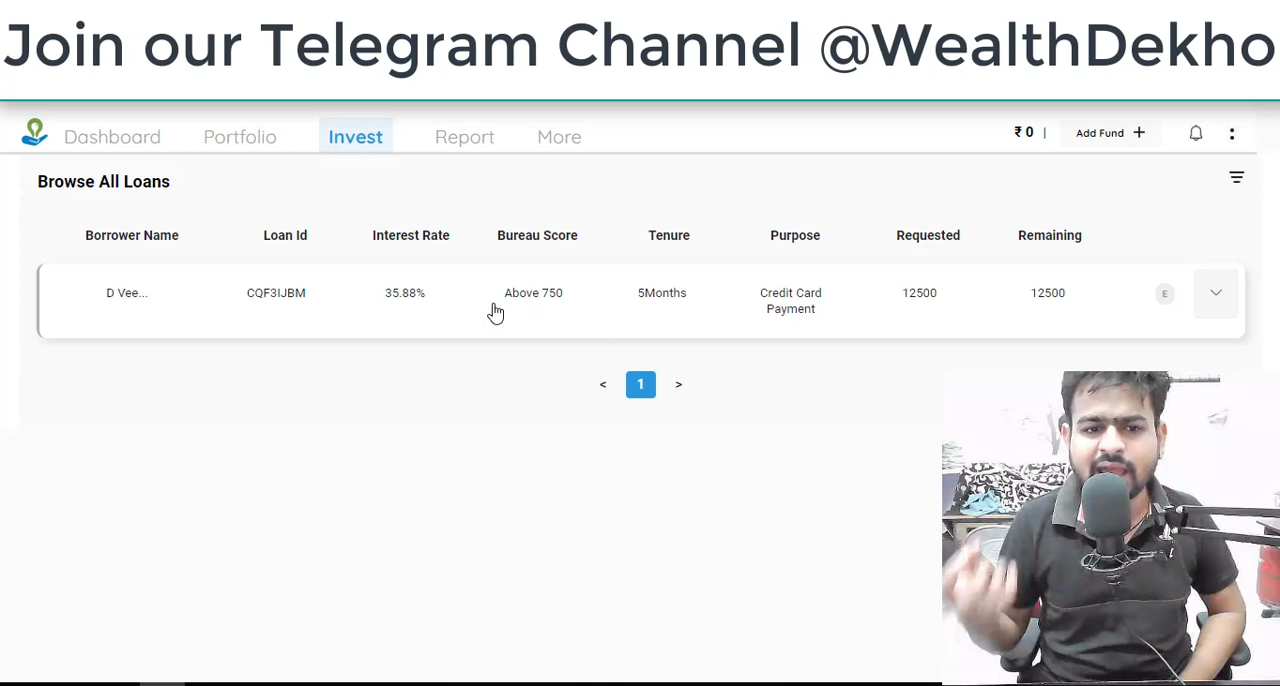 Join our Telegram Channel @WealthDekho
Dashboard Portfolio Invest Report More ₹ 0 | Add Fund +
Browse All Loans
Borrower Name Loan Id Interest Rate Bureau Score Tenure Purpose Requested Remaining
D Vee... CQF3IJBM 35.88% Above 750 5Months Credit Card 12500 12500 E
Payment
< 1 >